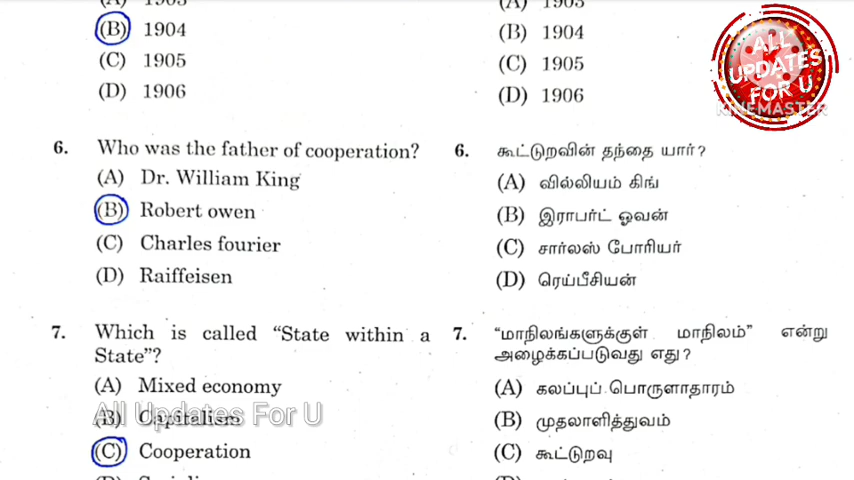 (B) 1904
(C) 1905
(D) 1906
6. Who was the father of cooperation?
(A) Dr. William King
(B) Robert owen
(C) Charles fourier
(D) Raiffeisen
7. Which is called “State within a
State”?
(A) Mixed economy
(B) Capitalism
(C) Cooperation
(A) 1903
(B) 1904
(C) 1905
(D) 1906
6. கூட்டுறவின் தந்தை யார்?
(A) வில்லியம் கிங்
(B) இராபர்ட் ஓவன்
(C) சார்லஸ் போரியர்
(D) ரெய்பீசியன்
7. “மாநிலங்களுக்குள் மாநிலம்” என்று
அழைக்கப்படுவது எது?
(A) கலப்புப் பொருளாதாரம்
(B) முதலாளித்துவம்
(C) கூட்டுறவு
ALL
UPDATES
FOR U
KINEMASTER
All Updates For U